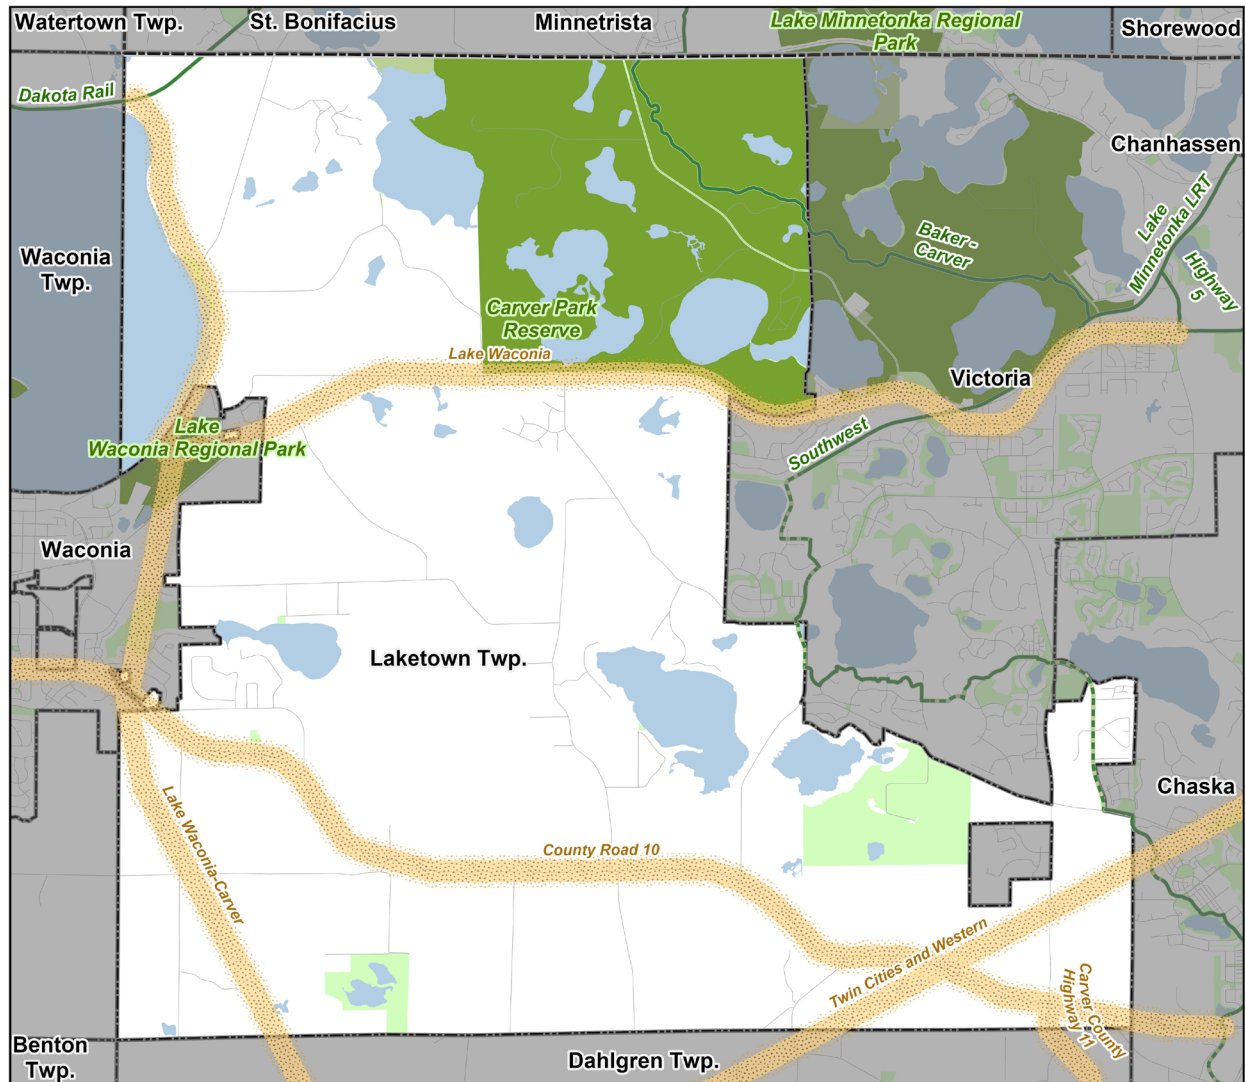 Watertown Twp.
St. Bonifacius
Minnetrista
Lake Minnetonka Regional
Park
Shorewood
Dakota Rail
Chanhassen
Lake
Minnetonka LRT
Highway
5
Baker -
Carver
Waconia
Twp.
Carver Park
Reserve
Lake Waconia
Victoria
Lake
Waconia Regional Park
Southwest
Waconia
Laketown Twp.
Chaska
Lake Waconia-Carver
County Road 10
Twin Cities and Western
Carver County
Highway 11
Benton
Twp.
Dahlgren Twp.